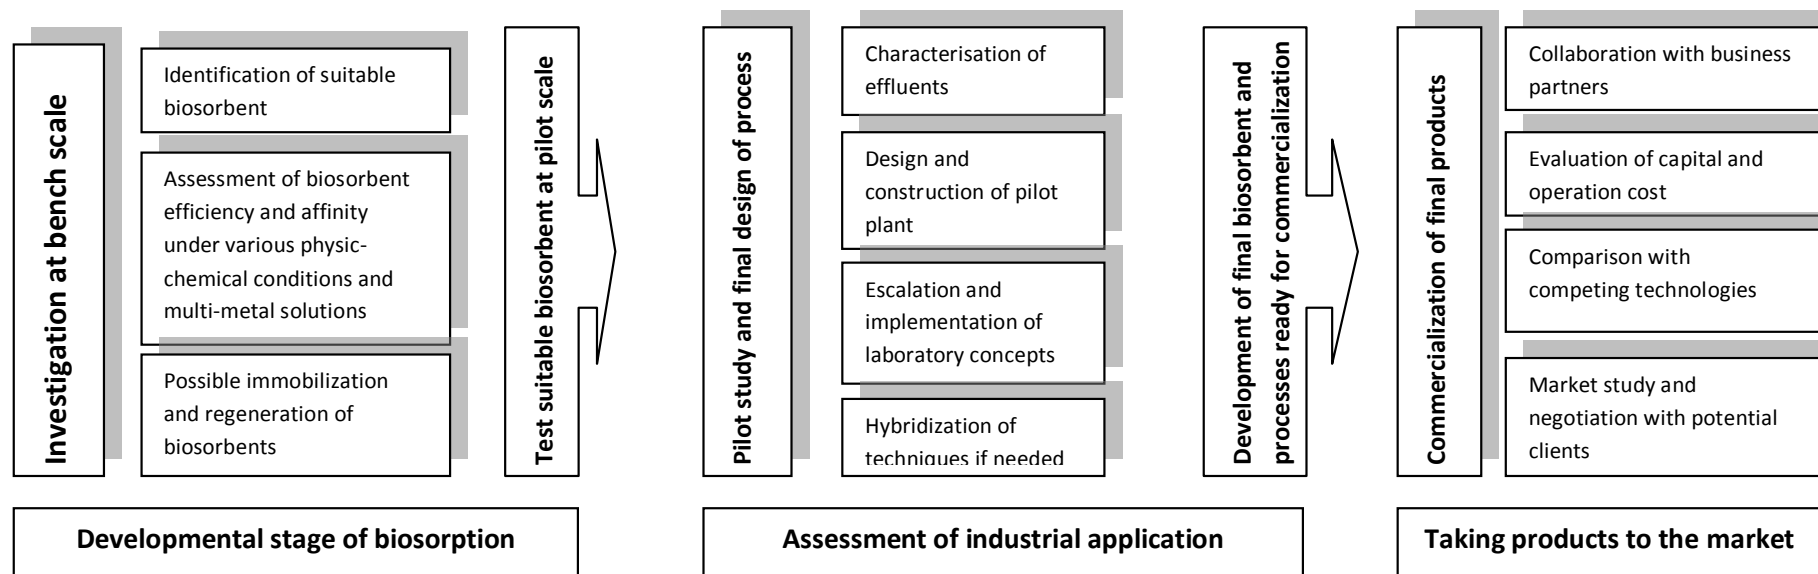 Investigation at bench scale
Identification of suitable
biosorbent
Assessment of biosorbent
efficiency and affinity
under various physic-
chemical conditions and
multi-metal solutions
Possible immobilization
and regeneration of
biosorbents
Test suitable biosorbent at pilot scale
Developmental stage of biosorption
Pilot study and final design of process
Characterisation of
effluents
Design and
construction of pilot
plant
Escalation and
implementation of
laboratory concepts
Hybridization of
techniques if needed
Development of final biosorbent and
processes ready for commercialization
Assessment of industrial application
Commercialization of final products
Collaboration with business
partners
Evaluation of capital and
operation cost
Comparison with
competing technologies
Market study and
negotiation with potential
clients
Taking products to the market